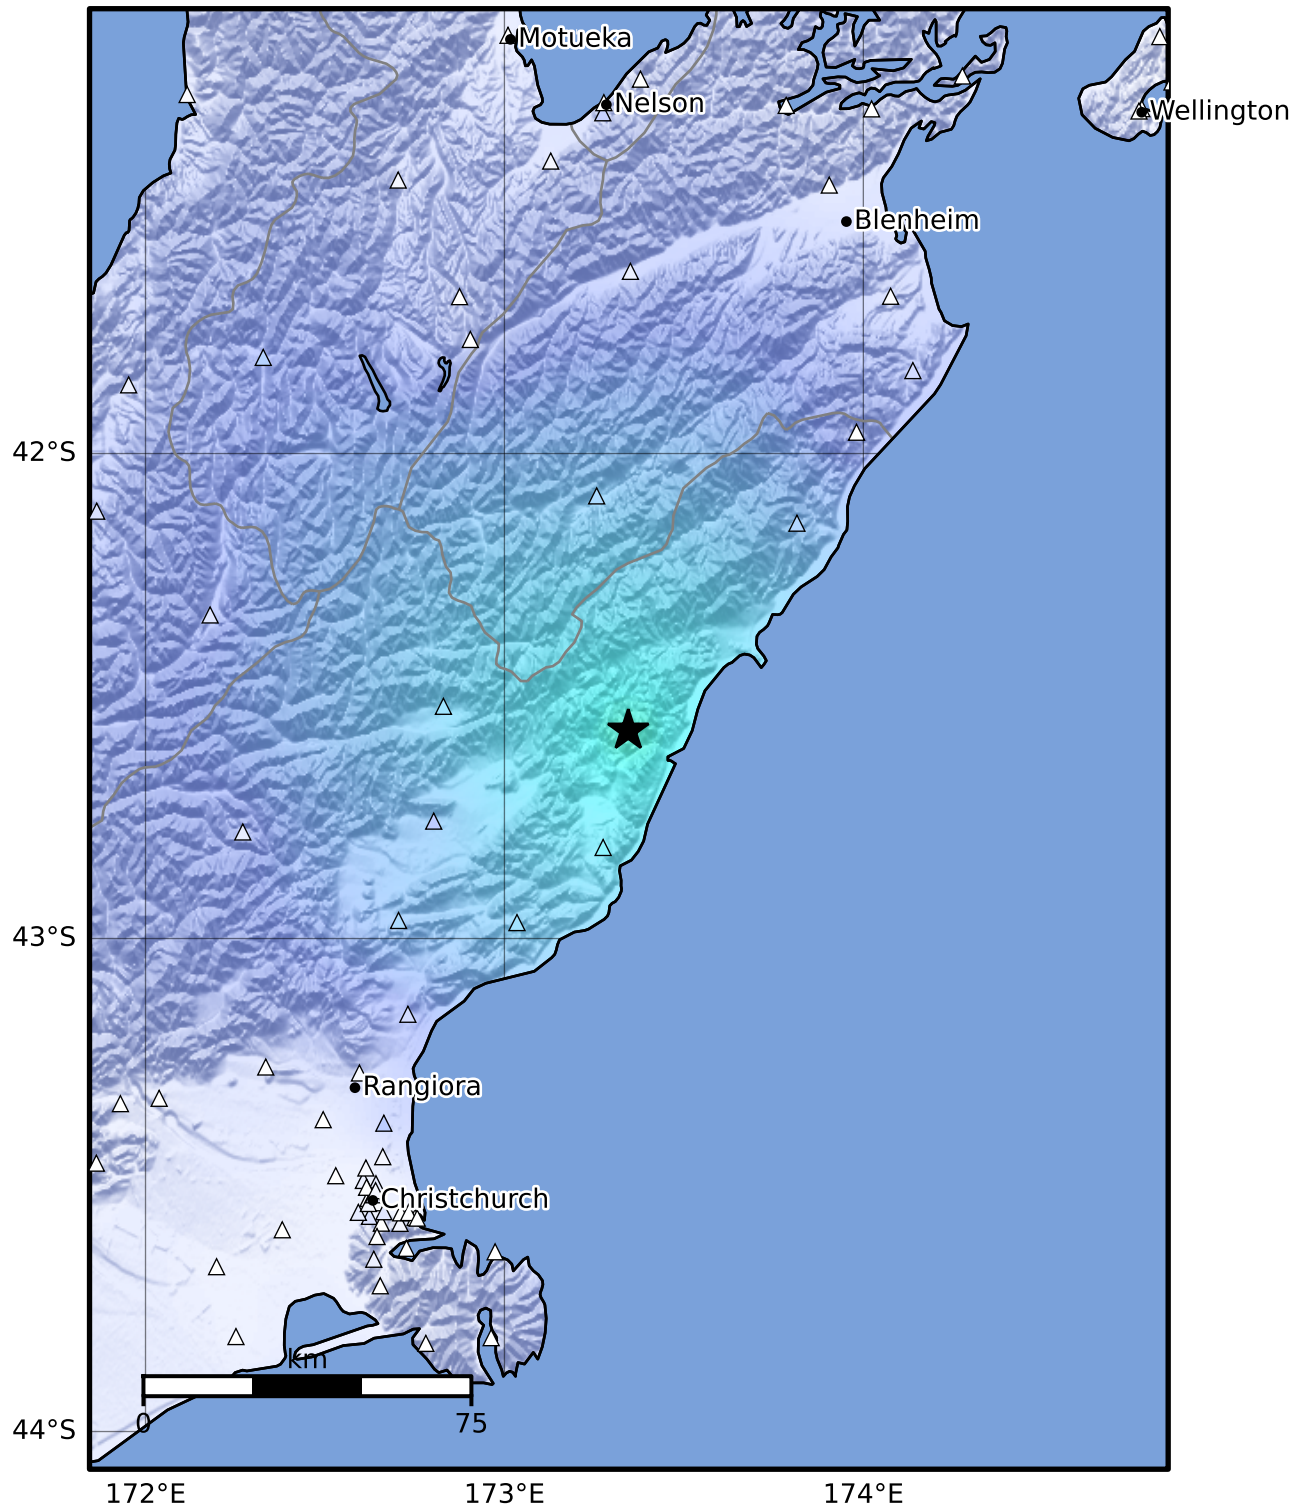 Motueka
Nelson
Wellington
Blenheim
42°S
43°S
Rangiora
Christchurch
km
0
75
44°S
172°E
173°E
174°E